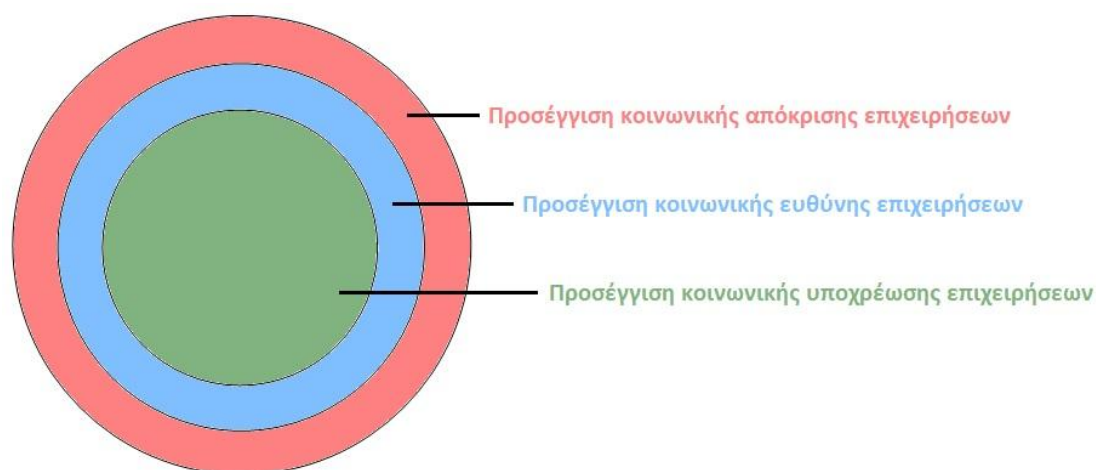 Προσέγγιση κοινωνικής απόκρισης επιχειρήσεων
Προσέγγιση κοινωνικής ευθύνης επιχειρήσεων
Προσέγγιση κοινωνικής υποχρέωσης επιχειρήσεων